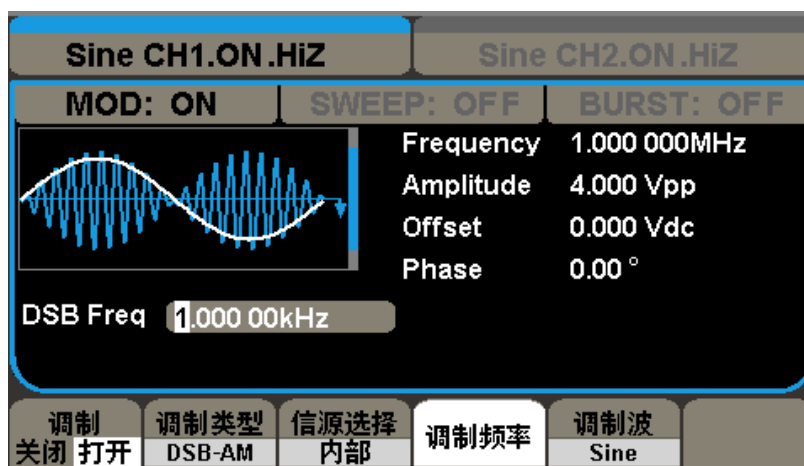 Sine CH1.ON.HiZ
Sine CH2.ON.HiZ
MOD: ON
SWEEP: OFF
BURST: OFF
Frequency 1.000 000MHz
Amplitude 4.000 Vpp
Offset 0.000 Vdc
Phase 0.00 °
DSB Freq 1.000 00kHz
调制
关闭 打开
调制类型
DSB-AM
信源选择
内部
调制频率
调制波
Sine